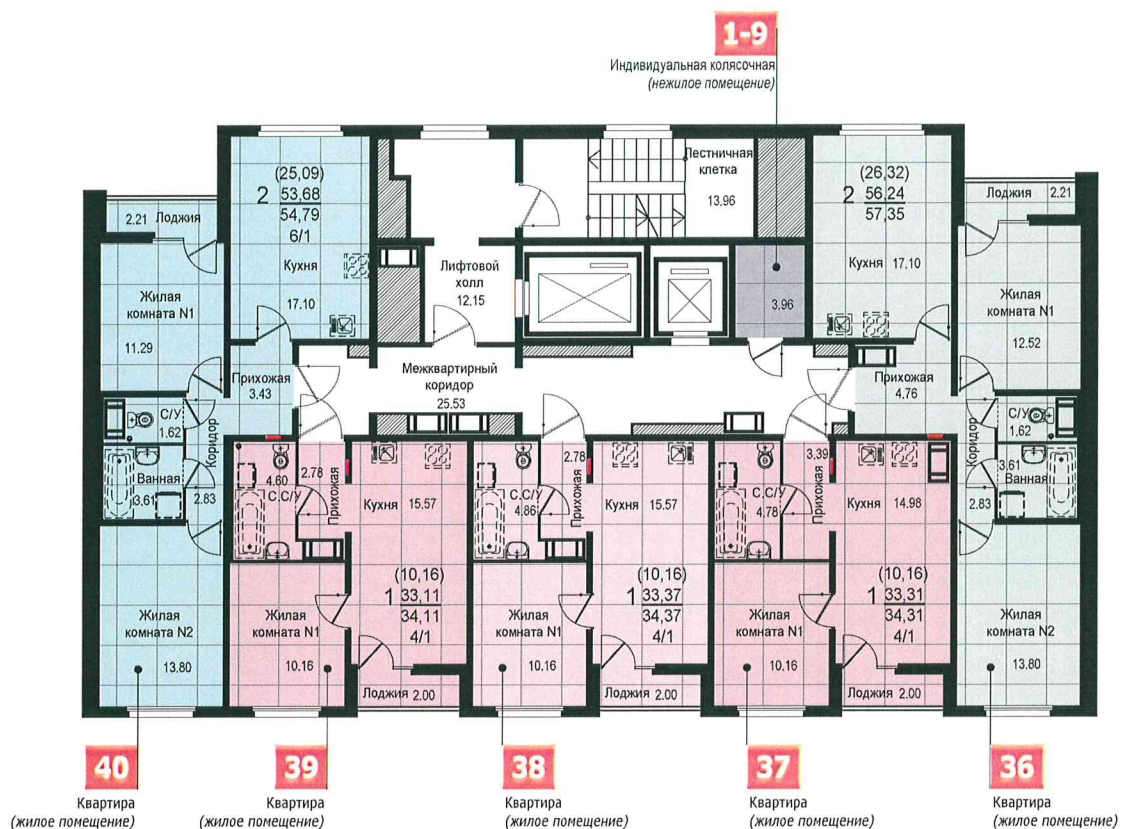 1-9
Индивидуальная колясочная
(нежилое помещение)
Лестничная
клетка
13.96
(25,09)
2 53,68
54,79
6/1
Кухня
17.10
(26,32)
2 56,24
57,35
Кухня 17.10
2.21 Лоджия
Лоджия
2.21
Жилая
комната N1
11.29
Лифтовой
холл
12.15
3.96
Жилая
комната N1
12.52
Прихожая
3.43
Межквартирный
коридор
25.53
Прихожая
4.76
С/У
1.62
Коридор
Ванная
3.61
2.83
С/У
1.62
Коридор
3.61
Ванная
2.83
4.60
С.С/У
2.78
Прихожая
Кухня 15.57
С.С/У
4.86
2.78
Прихожая
Кухня 15.57
С.С/У
4.78
3.39
Прихожая
Кухня 14.98
(10,16)
1 33,11
34,11
4/1
(10,16)
1 33,37
34,37
4/1
(10,16)
1 33,31
34,31
4/1
Жилая
комната N2
13.80
Жилая
комната N1
10.16
Жилая
комната N1
10.16
Жилая
комната N1
10.16
Жилая
комната N2
13.80
Лоджия 2.00
Лоджия 2.00
Лоджия 2.00
40
Квартира
(жилое помещение)
39
Квартира
(жилое помещение)
38
Квартира
(жилое помещение)
37
Квартира
(жилое помещение)
36
Квартира
(жилое помещение)